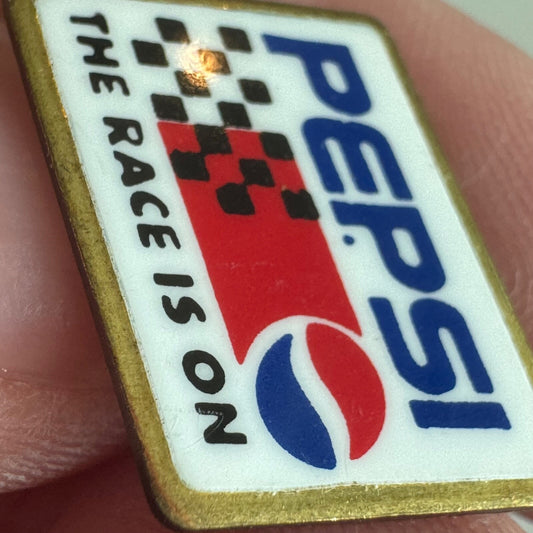 PEPSI
THE RACE IS ON